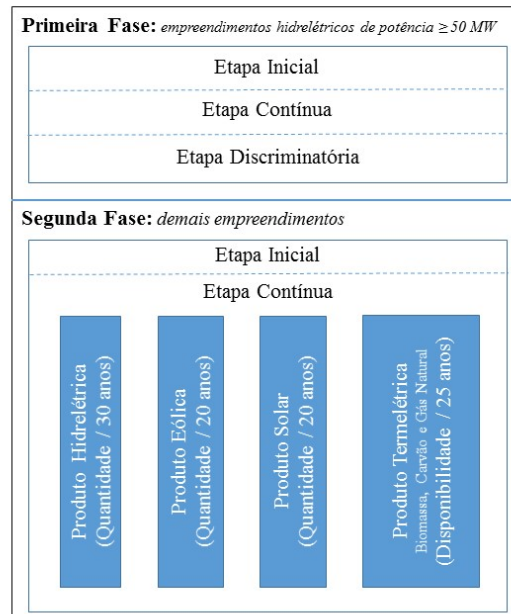 Primeira Fase: empreendimentos hidrelétricos de potência ≥ 50 MW
Etapa Inicial
Etapa Contínua
Etapa Discriminatória
Segunda Fase: demais empreendimentos
Etapa Inicial
Etapa Contínua
Produto Hidrelétrica
(Quantidade / 30 anos)
Produto Eólica
(Quantidade / 20 anos)
Produto Solar
(Quantidade / 20 anos)
Produto Termelétrica
Biomassa, Carvão e Gás Natural
(Disponibilidade / 25 anos)